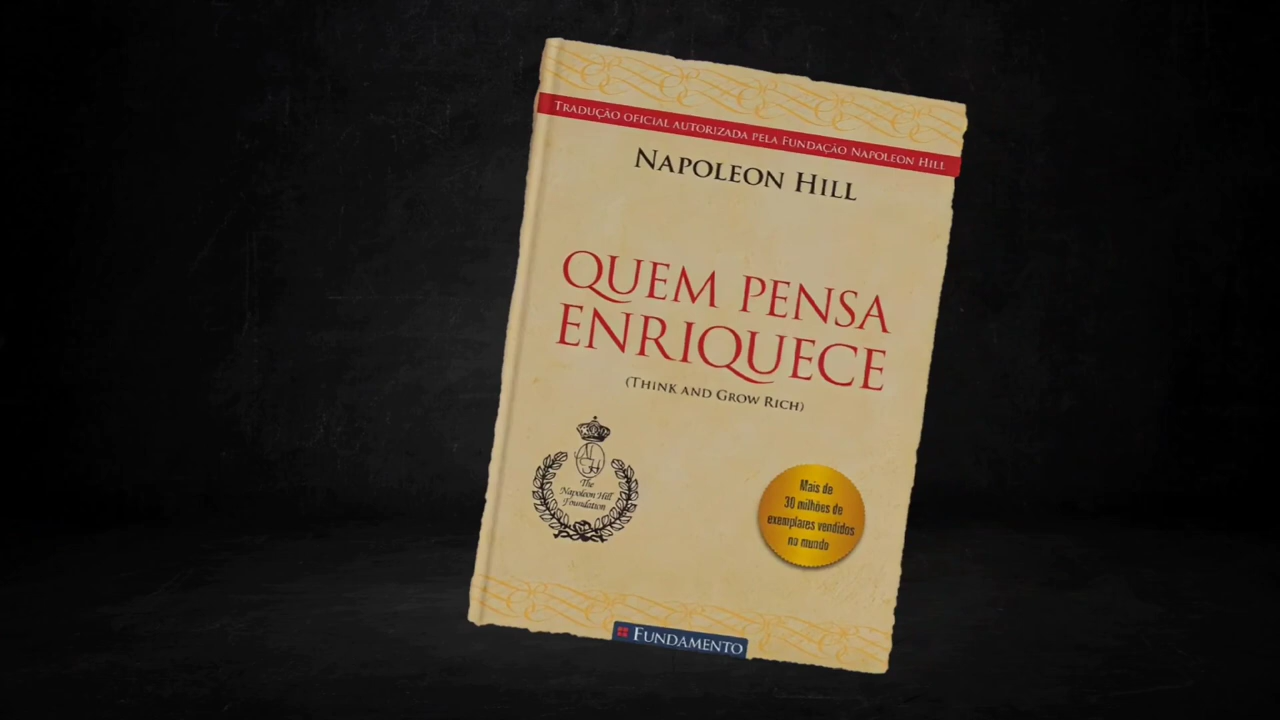 TRADUÇÃO OFICIAL AUTORIZADA PELA FUNDAÇÃO NAPOLEON HILL
NAPOLEON HILL
QUEM PENSA
ENRIQUECE
(THINK AND GROW RICH)
The
Napoleon Hill
Foundation
Mais de
30 milhões de
exemplares vendidos
no mundo
FUNDAMENTO